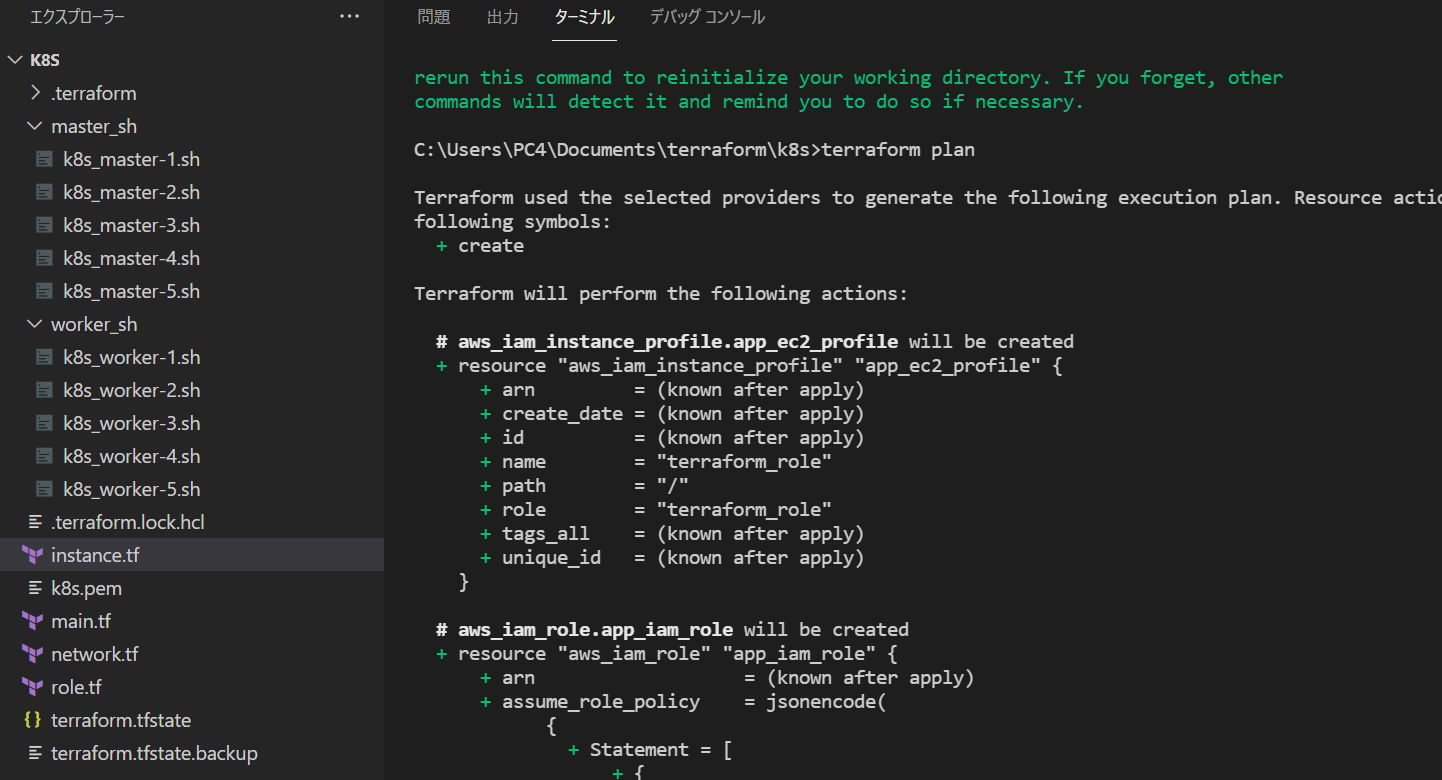 エクスプローラー
K8S
.terraform
master_sh
k8s_master-1.sh
k8s_master-2.sh
k8s_master-3.sh
k8s_master-4.sh
k8s_master-5.sh
worker_sh
k8s_worker-1.sh
k8s_worker-2.sh
k8s_worker-3.sh
k8s_worker-4.sh
k8s_worker-5.sh
.terraform.lock.hcl
instance.tf
k8s.pem
main.tf
network.tf
role.tf
{} terraform.tfstate
terraform.tfstate.backup
問題 出力 ターミナル デバッグ コンソール
rerun this command to reinitialize your working directory. If you forget, other
commands will detect it and remind you to do so if necessary.
C:\Users\PC4\Documents\terraform\k8s>terraform plan
Terraform used the selected providers to generate the following execution plan. Resource actio
following symbols:
+ create
Terraform will perform the following actions:
# aws_iam_instance_profile.app_ec2_profile will be created
+ resource "aws_iam_instance_profile" "app_ec2_profile" {
+ arn = (known after apply)
+ create_date = (known after apply)
+ id = (known after apply)
+ name = "terraform_role"
+ path = "/"
+ role = "terraform_role"
+ tags_all = (known after apply)
+ unique_id = (known after apply)
}
# aws_iam_role.app_iam_role will be created
+ resource "aws_iam_role" "app_iam_role" {
+ arn = (known after apply)
+ assume_role_policy = jsonencode(
{
+ Statement = [
+ {